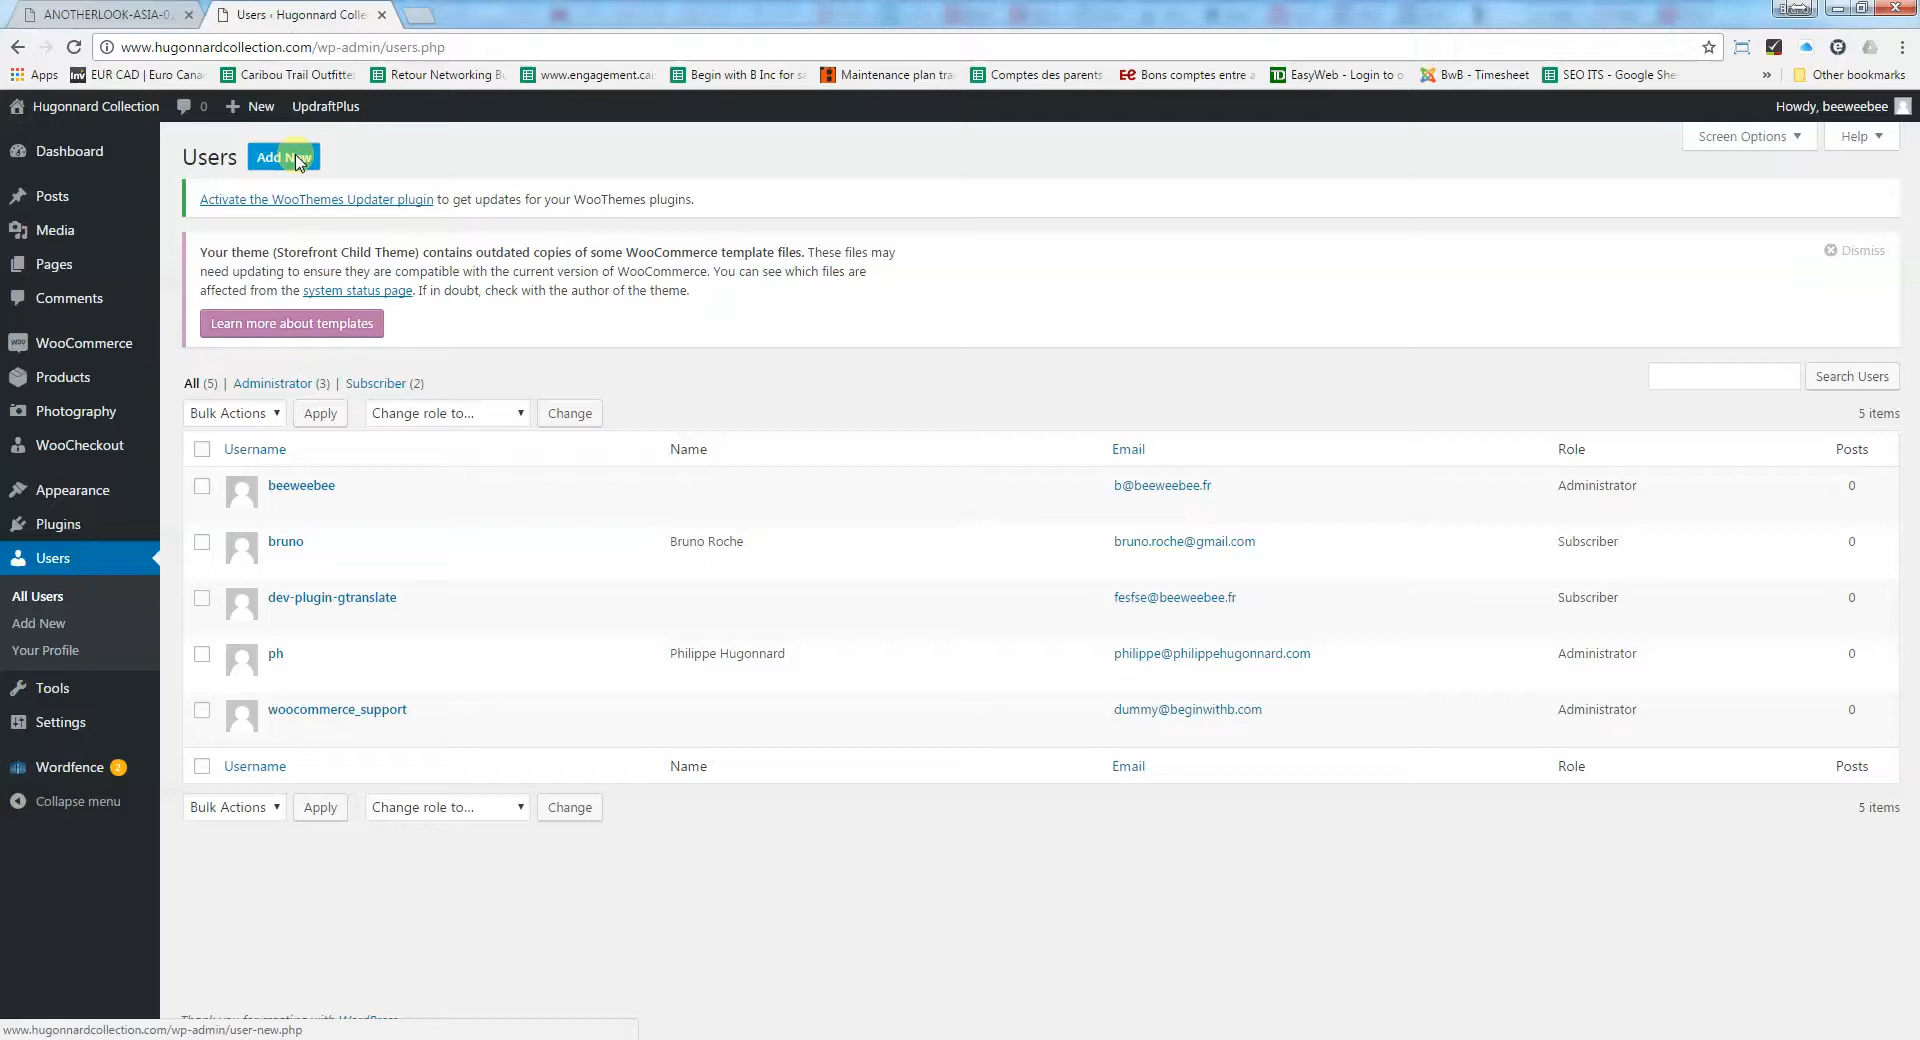 ANOTHERLOOK-ASIA-0
Users ‹ Hugonnard Colle
www.hugonnardcollection.com/wp-admin/users.php
Apps
EUR CAD | Euro Cana
Caribou Trail Outfitte
Retour Networking B
www.engagement.ca
Begin with B Inc for s
Maintenance plan tra
Comptes des parents
Bons comptes entre a
EasyWeb - Login to
BwB - Timesheet
SEO ITS - Google She
»
Other bookmarks
Hugonnard Collection
0
New
UpdraftPlus
Howdy, beeweebee
Dashboard
Posts
Media
Pages
Comments
WooCommerce
Products
Photography
WooCheckout
Appearance
Plugins
Users
All Users
Add New
Your Profile
Tools
Settings
Wordfence 2
Collapse menu
Screen Options
Help
Users
Add New
Activate the WooThemes Updater plugin to get updates for your WooThemes plugins.
Your theme (Storefront Child Theme) contains outdated copies of some WooCommerce template files. These files may
need updating to ensure they are compatible with the current version of WooCommerce. You can see which files are
affected from the system status page. If in doubt, check with the author of the theme.
Dismiss
Learn more about templates
All (5) | Administrator (3) | Subscriber (2)
Search Users
Bulk Actions
Apply
Change role to...
Change
5 items
Username Name Email Role Posts
beeweebee b@beeweebee.fr Administrator 0
bruno Bruno Roche bruno.roche@gmail.com Subscriber 0
dev-plugin-gtranslate fesfse@beeweebee.fr Subscriber 0
ph Philippe Hugonnard philippe@philippehugonnard.com Administrator 0
woocommerce_support dummy@beginwithb.com Administrator 0
Username Name Email Role Posts
Bulk Actions
Apply
Change role to...
Change
5 items
Thank you for creating with WordPress
www.hugonnardcollection.com/wp-admin/user-new.php